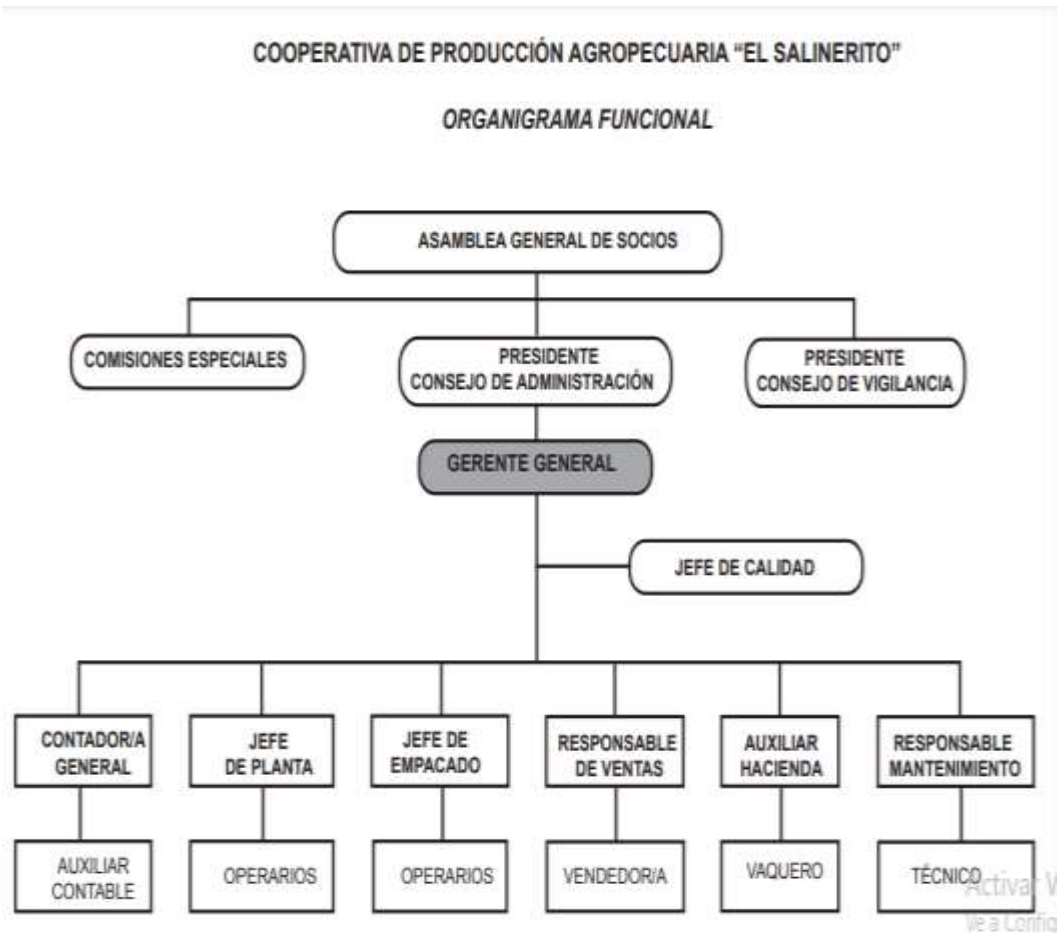 COOPERATIVA DE PRODUCCIÓN AGROPECUARIA “EL SALINERITO”
ORGANIGRAMA FUNCIONAL
ASAMBLEA GENERAL DE SOCIOS
COMISIONES ESPECIALES
PRESIDENTE
CONSEJO DE ADMINISTRACIÓN
PRESIDENTE
CONSEJO DE VIGILANCIA
GERENTE GENERAL
JEFE DE CALIDAD
CONTADOR/A
GENERAL
JEFE
DE PLANTA
JEFE DE
EMPACADO
RESPONSABLE
DE VENTAS
AUXILIAR
HACIENDA
RESPONSABLE
MANTENIMIENTO
AUXILIAR
CONTABLE
OPERARIOS
OPERARIOS
VENDEDOR/A
VAQUERO
TÉCNICO
Activar W
Ve a Config